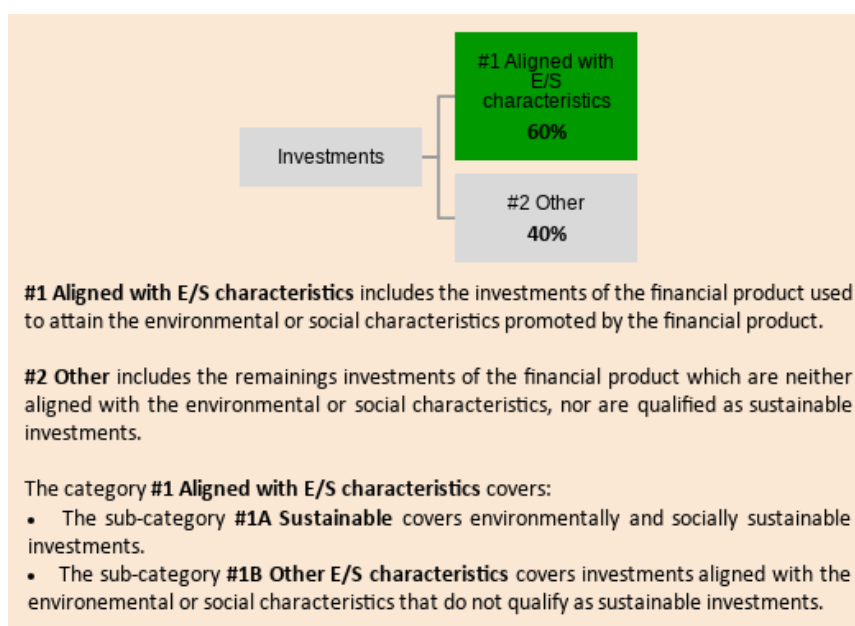 #1 Aligned with
E/S
characteristics
60%
Investments
#2 Other
40%
#1 Aligned with E/S characteristics includes the investments of the financial product used
to attain the environmental or social characteristics promoted by the financial product.
#2 Other includes the remainings investments of the financial product which are neither
aligned with the environmental or social characteristics, nor are qualified as sustainable
investments.
The category #1 Aligned with E/S characteristics covers:
• The sub-category #1A Sustainable covers environmentally and socially sustainable
investments.
• The sub-category #1B Other E/S characteristics covers investments aligned with the
environemental or social characteristics that do not qualify as sustainable investments.